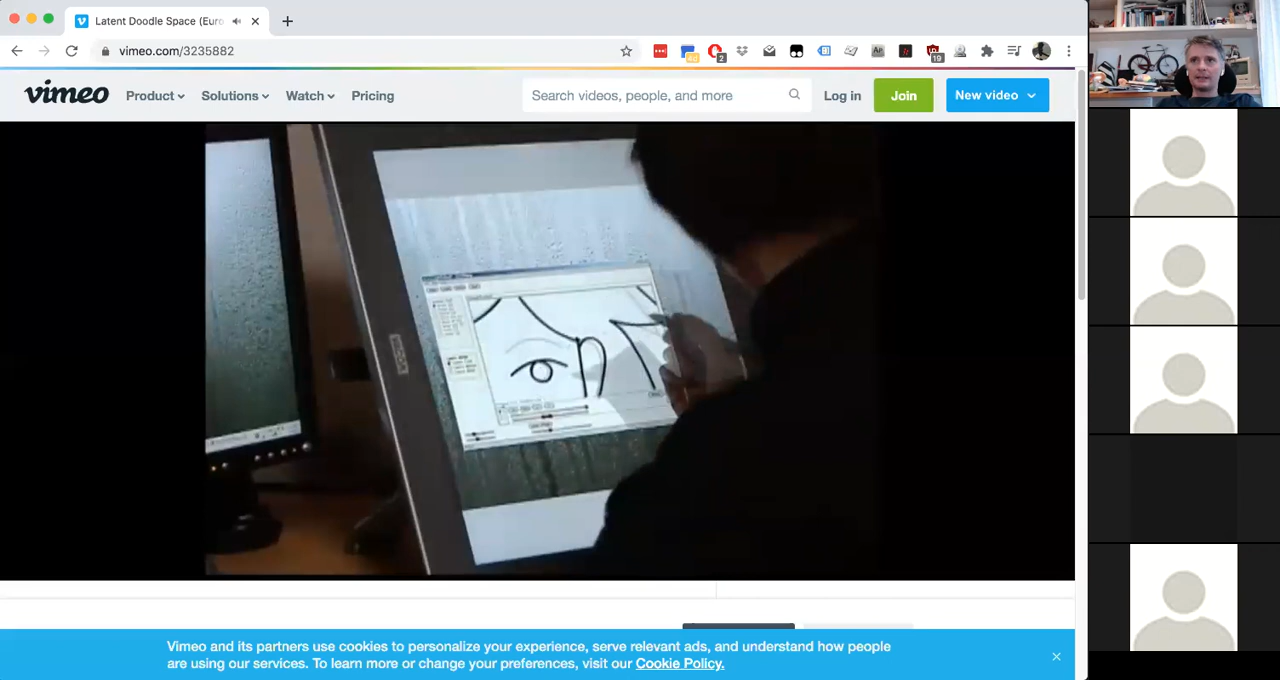 Latent Doodle Space (Euro
vimeo.com/3235882
2
19
vimeo
Product
Solutions
Watch
Pricing
Search videos, people, and more
Log in
Join
New video
Vimeo and its partners use cookies to personalize your experience, serve relevant ads, and understand how people
are using our services. To learn more or change your preferences, visit our Cookie Policy.